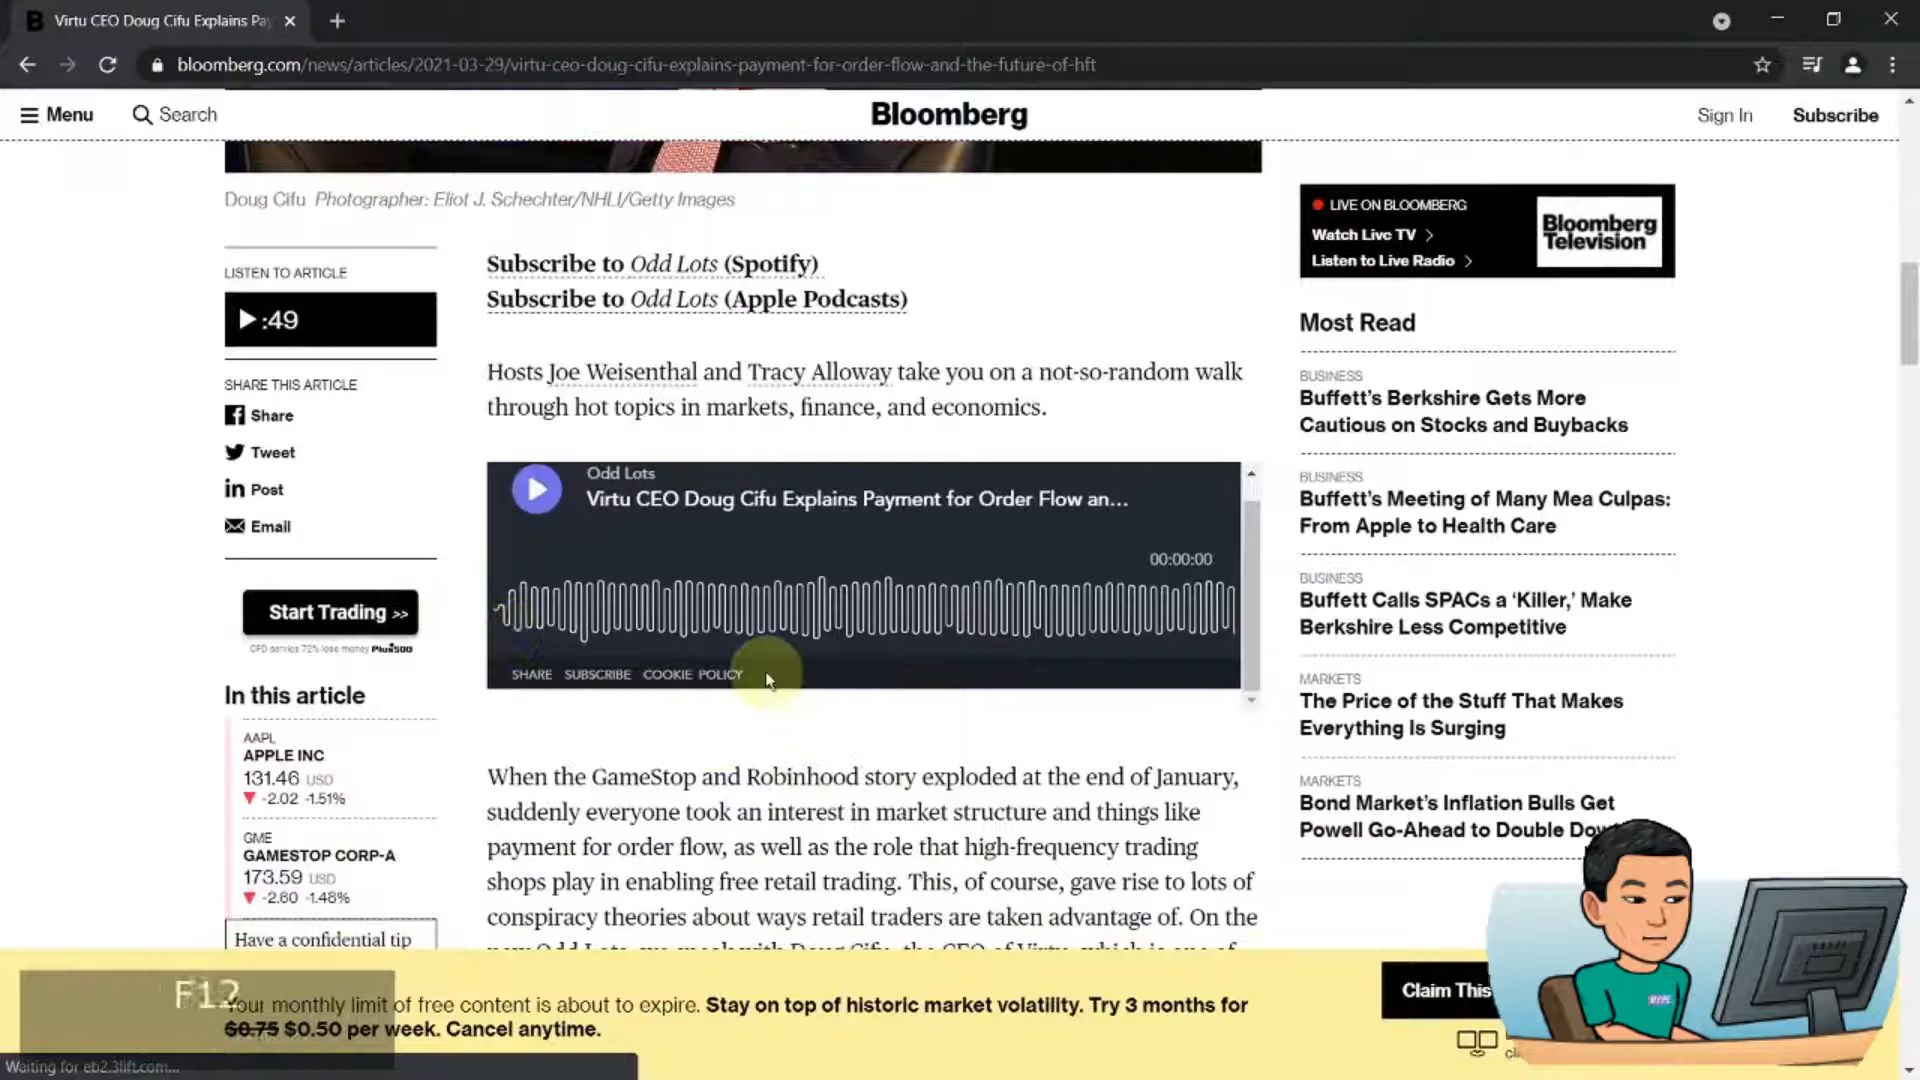 Virtu CEO Doug Cifu Explains Pa
bloomberg.com/news/articles/2021-03-29/virtu-ceo-doug-cifu-explains-payment-for-order-flow-and-the-future-of-hft
Menu
Search
Bloomberg
Sign In
Subscribe
Doug Cifu Photographer: Eliot J. Schechter/NHLI/Getty Images
LISTEN TO ARTICLE
:49
SHARE THIS ARTICLE
Share
Tweet
Post
Email
Start Trading >>
CFD service 72% lose money Plus500
In this article
AAPL
APPLE INC
131.46 USD
-2.02 -1.51%
GME
GAMESTOP CORP-A
173.59 USD
-2.60 -1.48%
Have a confidential tip
Subscribe to Odd Lots (Spotify)
Subscribe to Odd Lots (Apple Podcasts)
Hosts Joe Weisenthal and Tracy Alloway take you on a not-so-random walk
through hot topics in markets, finance, and economics.
Odd Lots
Virtu CEO Doug Cifu Explains Payment for Order Flow an...
00:00:00
SHARE SUBSCRIBE COOKIE POLICY
When the GameStop and Robinhood story exploded at the end of January,
suddenly everyone took an interest in market structure and things like
payment for order flow, as well as the role that high-frequency trading
shops play in enabling free retail trading. This, of course, gave rise to lots of
conspiracy theories about ways retail traders are taken advantage of. On the
LIVE ON BLOOMBERG
Watch Live TV
Listen to Live Radio
Bloomberg
Television
Most Read
BUSINESS
Buffett's Berkshire Gets More
Cautious on Stocks and Buybacks
BUSINESS
Buffett's Meeting of Many Mea Culpas:
From Apple to Health Care
BUSINESS
Buffett Calls SPACs a 'Killer,' Make
Berkshire Less Competitive
MARKETS
The Price of the Stuff That Makes
Everything Is Surging
MARKETS
Bond Market's Inflation Bulls Get
Powell Go-Ahead to Double
F12
Your monthly limit of free content is about to expire. Stay on top of historic market volatility. Try 3 months for
$0.75 $0.50 per week. Cancel anytime.
Claim This
Waiting for eb2.3lift.com...